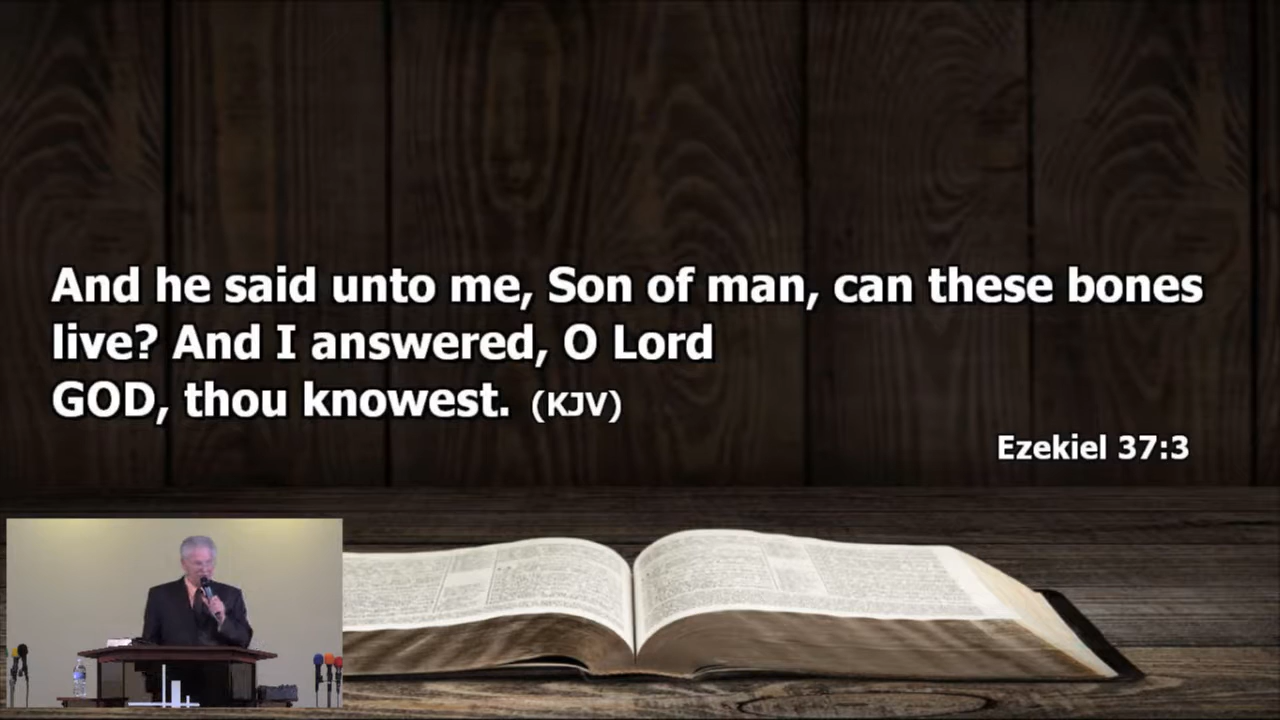 And he said unto me, Son of man, can these bones
live? And I answered, O Lord
GOD, thou knowest. (KJV)
Ezekiel 37:3